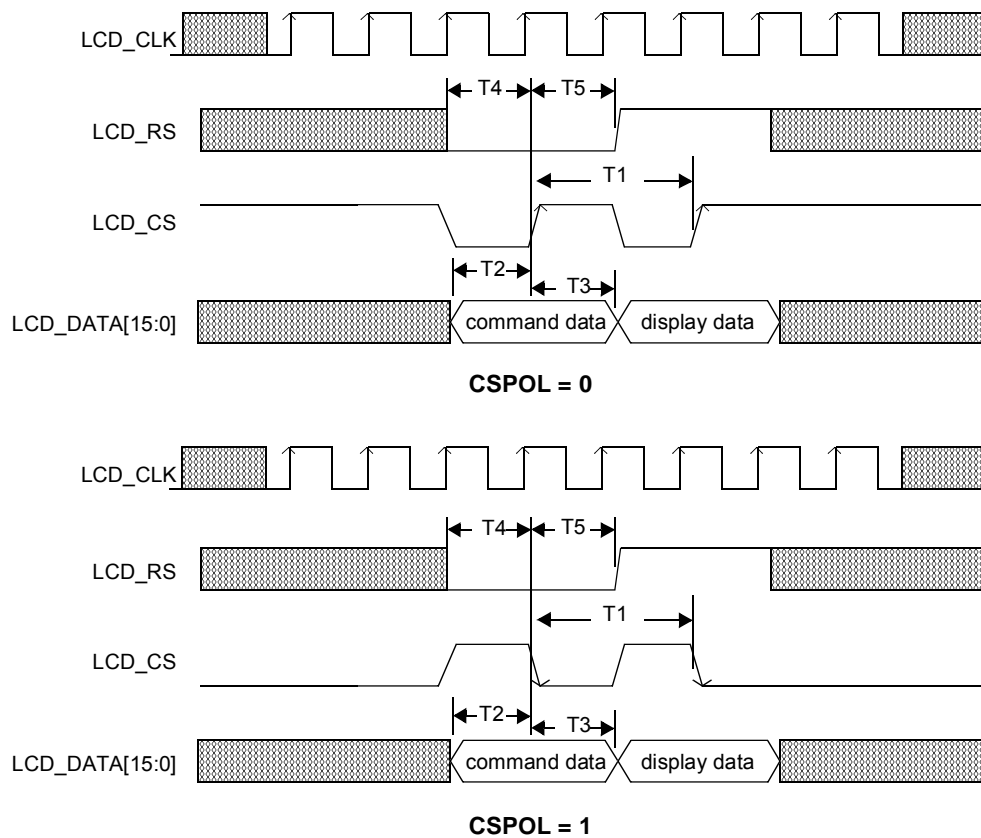 LCD_CLK
T4 T5
LCD_RS
T1
LCD_CS
T2
T3
LCD_DATA[15:0]
command data display data
CSPOL = 0
LCD_CLK
T4 T5
LCD_RS
T1
LCD_CS
T2
T3
LCD_DATA[15:0]
command data display data
CSPOL = 1